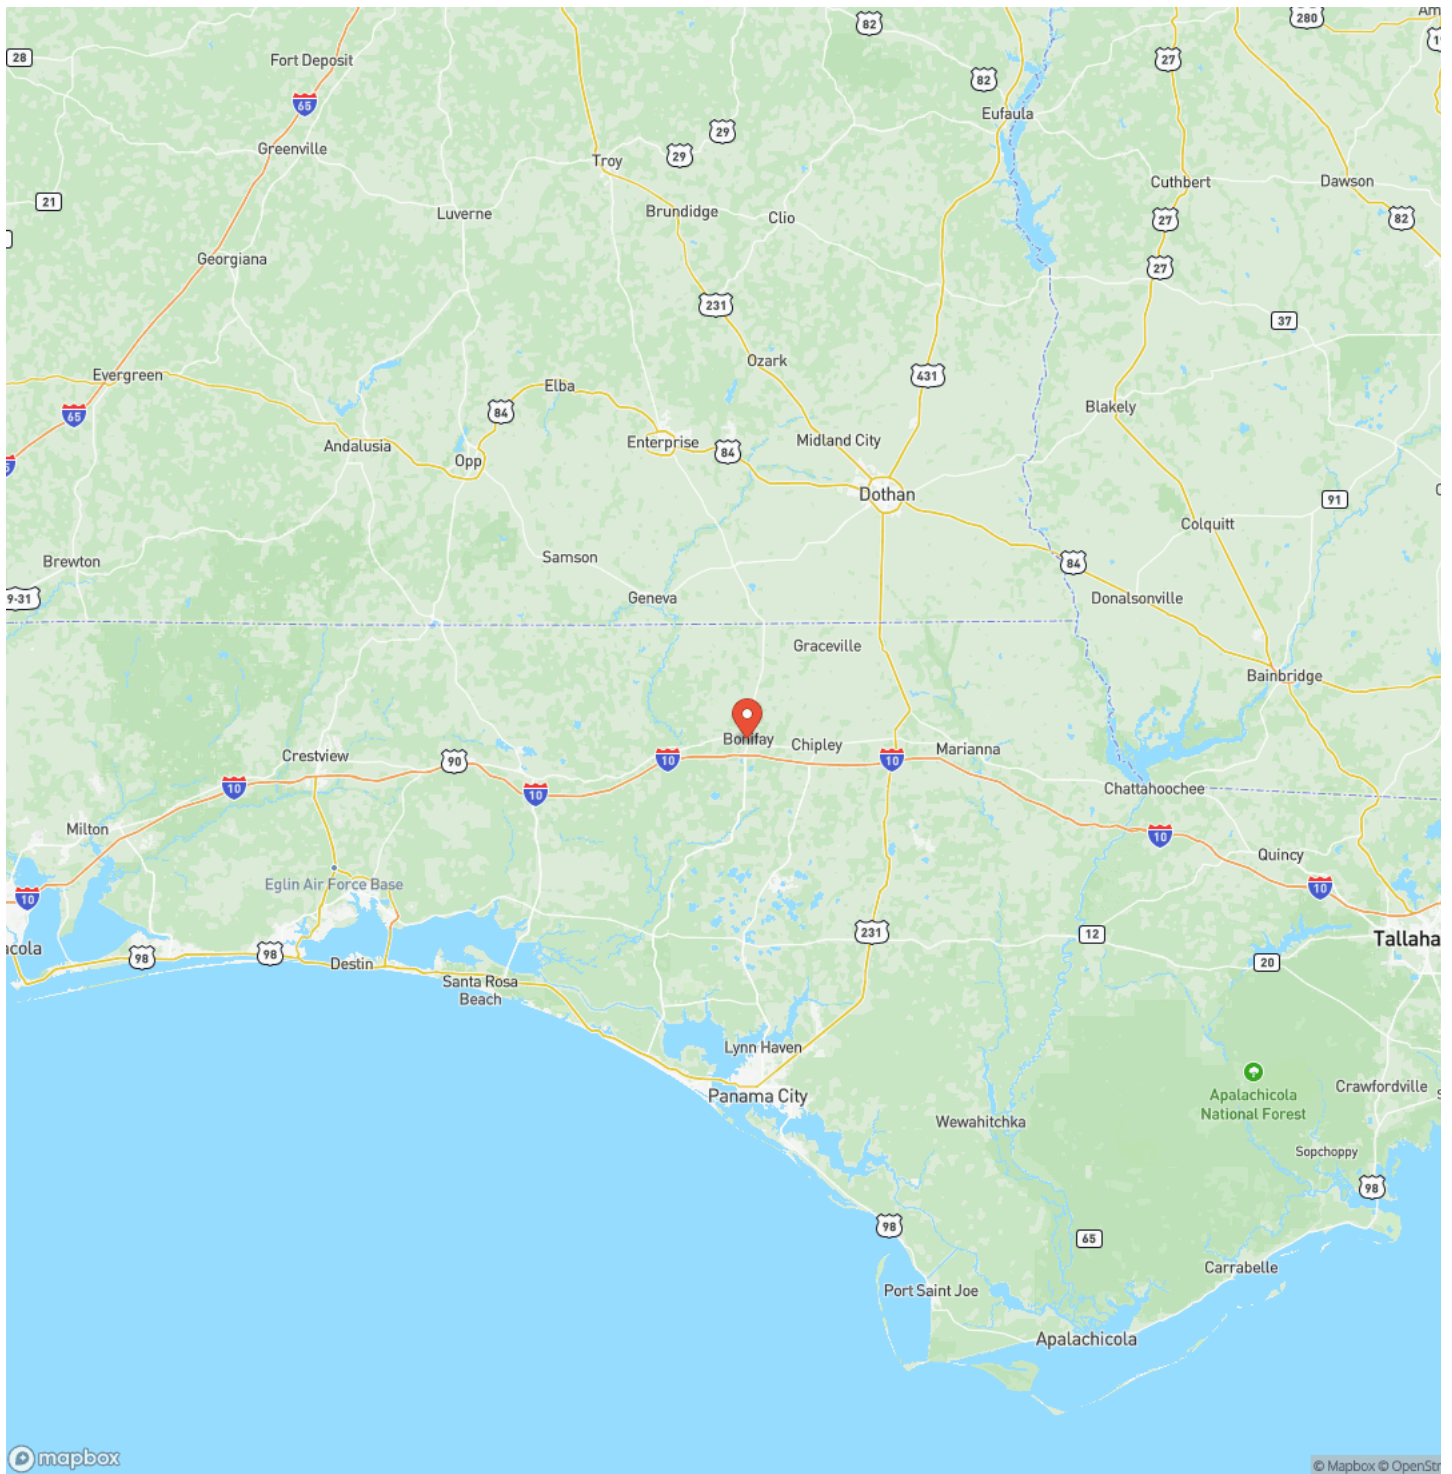 82
280
28
Fort Deposit
27
82
65
Eufaula
29
29
Greenville
Troy
Cuthbert
Dawson
21
Luverne
Brundidge
Clio
27
82
Georgiana
27
231
37
Ozark
Evergreen
Elba
431
65
84
Blakely
Enterprise
Midland City
Andalusia
84
Opp
Dothan
91
Colquitt
Brewton
Samson
84
9-31
Geneva
Donalsonville
Graceville
Bainbridge
Bonifay
Chipley
Marianna
Crestview
90
10
10
10
10
Chattahoochee
Milton
10
Quincy
Eglin Air Force Base
10
10
231
12
Tallaha
acola
98
98
Destin
20
Santa Rosa
Beach
Lynn Haven
Panama City
Apalachicola
National Forest
Crawfordville
Wewahitchka
Sopchoppy
98
98
65
Carrabelle
Port Saint Joe
Apalachicola
mapbox
© Mapbox © OpenStr